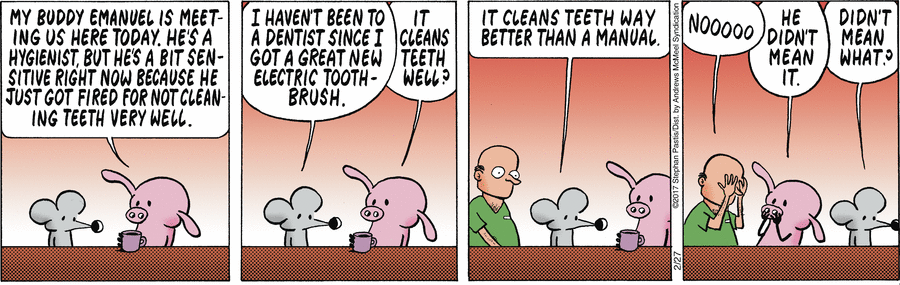 MY BUDDY EMANUEL IS MEET-
ING US HERE TODAY. HE'S A
HYGIENIST, BUT HE'S A BIT SEN-
SITIVE RIGHT NOW BECAUSE HE
JUST GOT FIRED FOR NOT CLEAN-
ING TEETH VERY WELL.
I HAVEN'T BEEN TO
A DENTIST SINCE I
GOT A GREAT NEW
ELECTRIC TOOTH-
BRUSH.
IT
CLEANS
TEETH
WELL?
IT CLEANS TEETH WAY
BETTER THAN A MANUAL.
©2017 Stephan Pastis/Dist. by Andrews McMeel Syndication
2/27
NOOOOO
HE
DIDN'T
MEAN
IT.
DIDN'T
MEAN
WHAT?